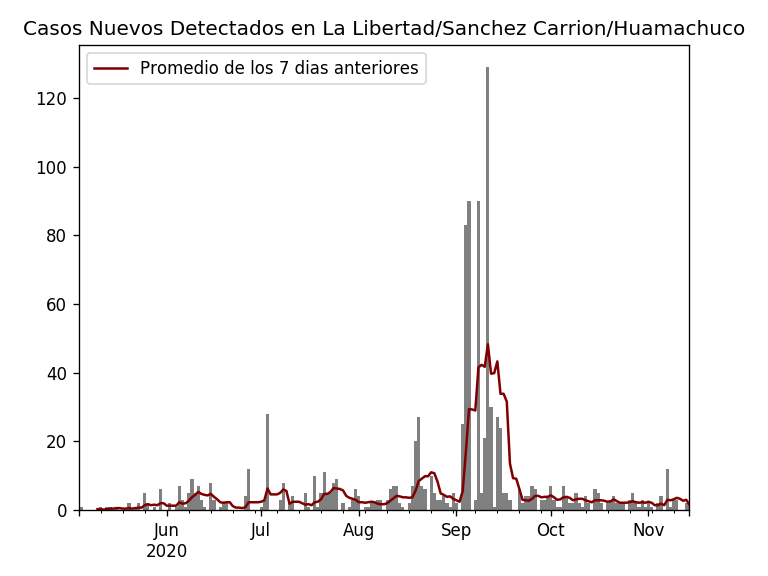 Casos Nuevos Detectados en La Libertad/Sanchez Carrion/Huamachuco
Promedio de los 7 dias anteriores
120
100
80
60
40
20
0
Jun Jul Aug Sep Oct Nov
2020